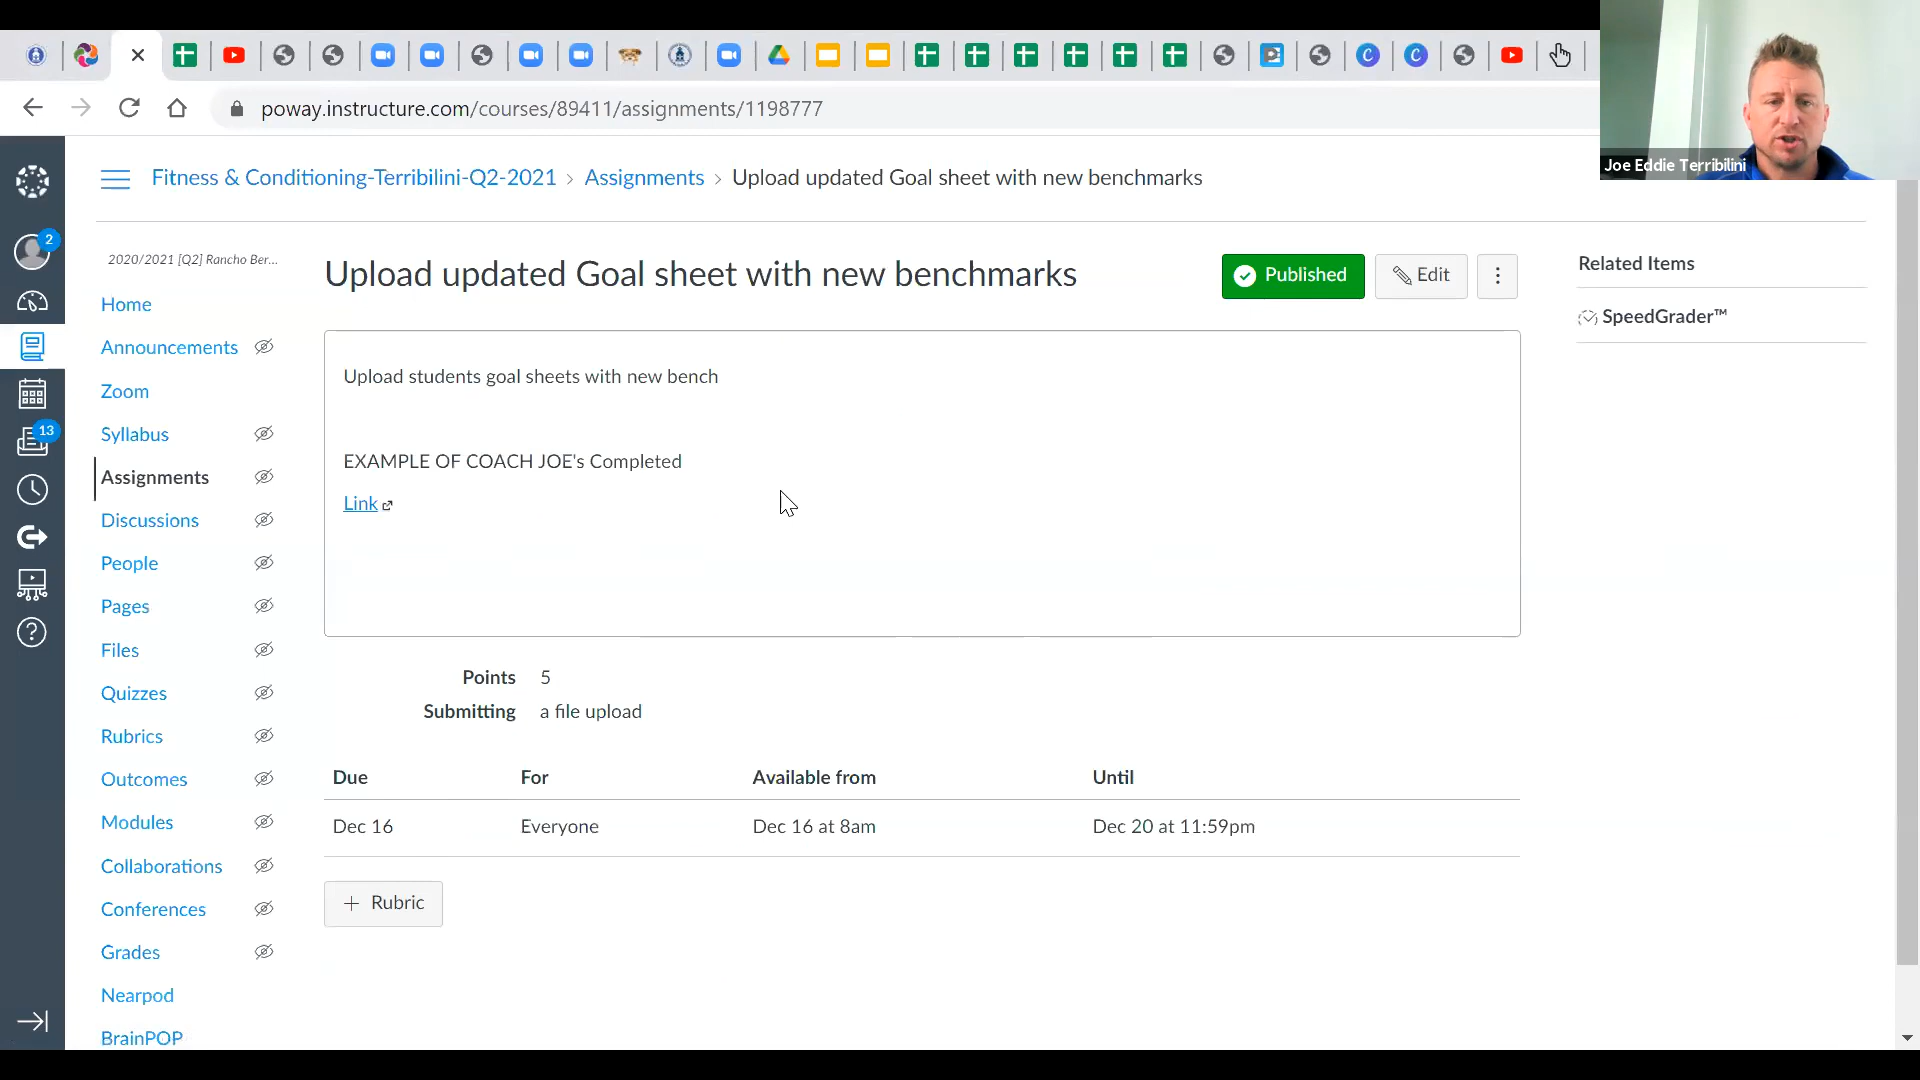 poway.instructure.com/courses/89411/assignments/1198777
Joe Eddie Terribilini
Fitness & Conditioning-Terribilini-Q2-2021 > Assignments > Upload updated Goal sheet with new benchmarks
2
13
2020/2021 [Q2] Rancho Ber...
Home
Announcements
Zoom
Syllabus
Assignments
Discussions
People
Pages
Files
Quizzes
Rubrics
Outcomes
Modules
Collaborations
Conferences
Grades
Nearpod
BrainPOP
Upload updated Goal sheet with new benchmarks
Published
Edit
Upload students goal sheets with new bench
EXAMPLE OF COACH JOE's Completed
Link
Points 5
Submitting a file upload
Due For Available from Until
Dec 16 Everyone Dec 16 at 8am Dec 20 at 11:59pm
+ Rubric
Related Items
SpeedGrader™